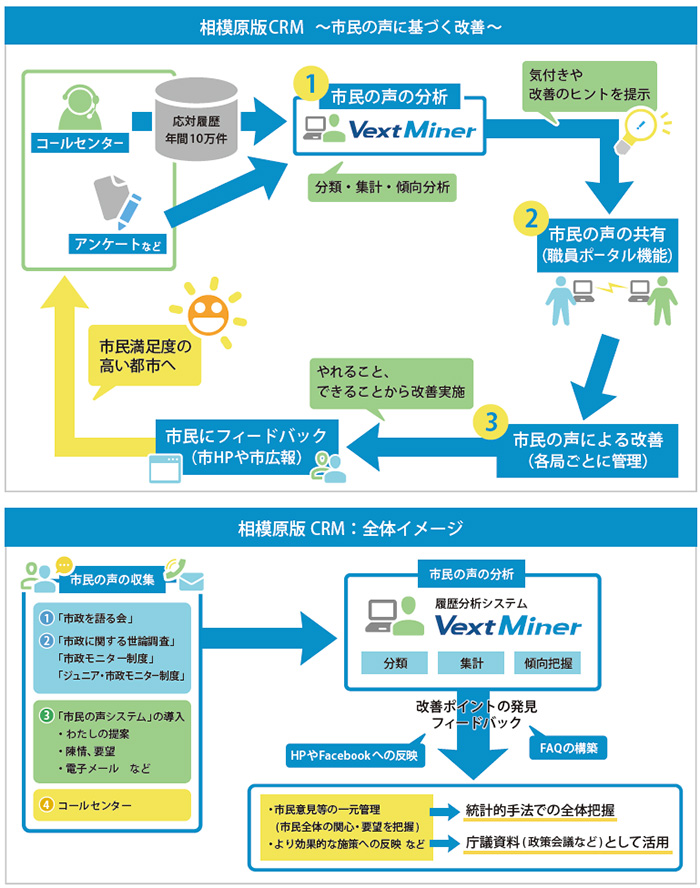 相模原版CRM ～市民の声に基づく改善～
コールセンター
応対履歴
年間10万件
アンケートなど
1
市民の声の分析
VextMiner
分類・集計・傾向分析
気付きや
改善のヒントを提示
2
市民の声の共有
(職員ポータル機能)
3
市民の声による改善
(各局ごとに管理)
やれること、
できることから改善実施
市民にフィードバック
(市HPや市広報)
市民満足度の
高い都市へ
相模原版 CRM：全体イメージ
市民の声の収集
1 「市政を語る会」
2 「市政に関する世論調査」
「市政モニター制度」
「ジュニア・市政モニター制度」
3 「市民の声システム」の導入
・わたしの提案
・陳情、要望
・電子メール など
4 コールセンター
市民の声の分析
履歴分析システム
VextMiner
分類
集計
傾向把握
改善ポイントの発見
フィードバック
HPやFacebookへの反映
FAQの構築
・市民意見等の一元管理
(市民全体の関心・要望を把握)
・より効果的な施策への反映 など
統計的手法での全体把握
庁議資料(政策会議など)として活用